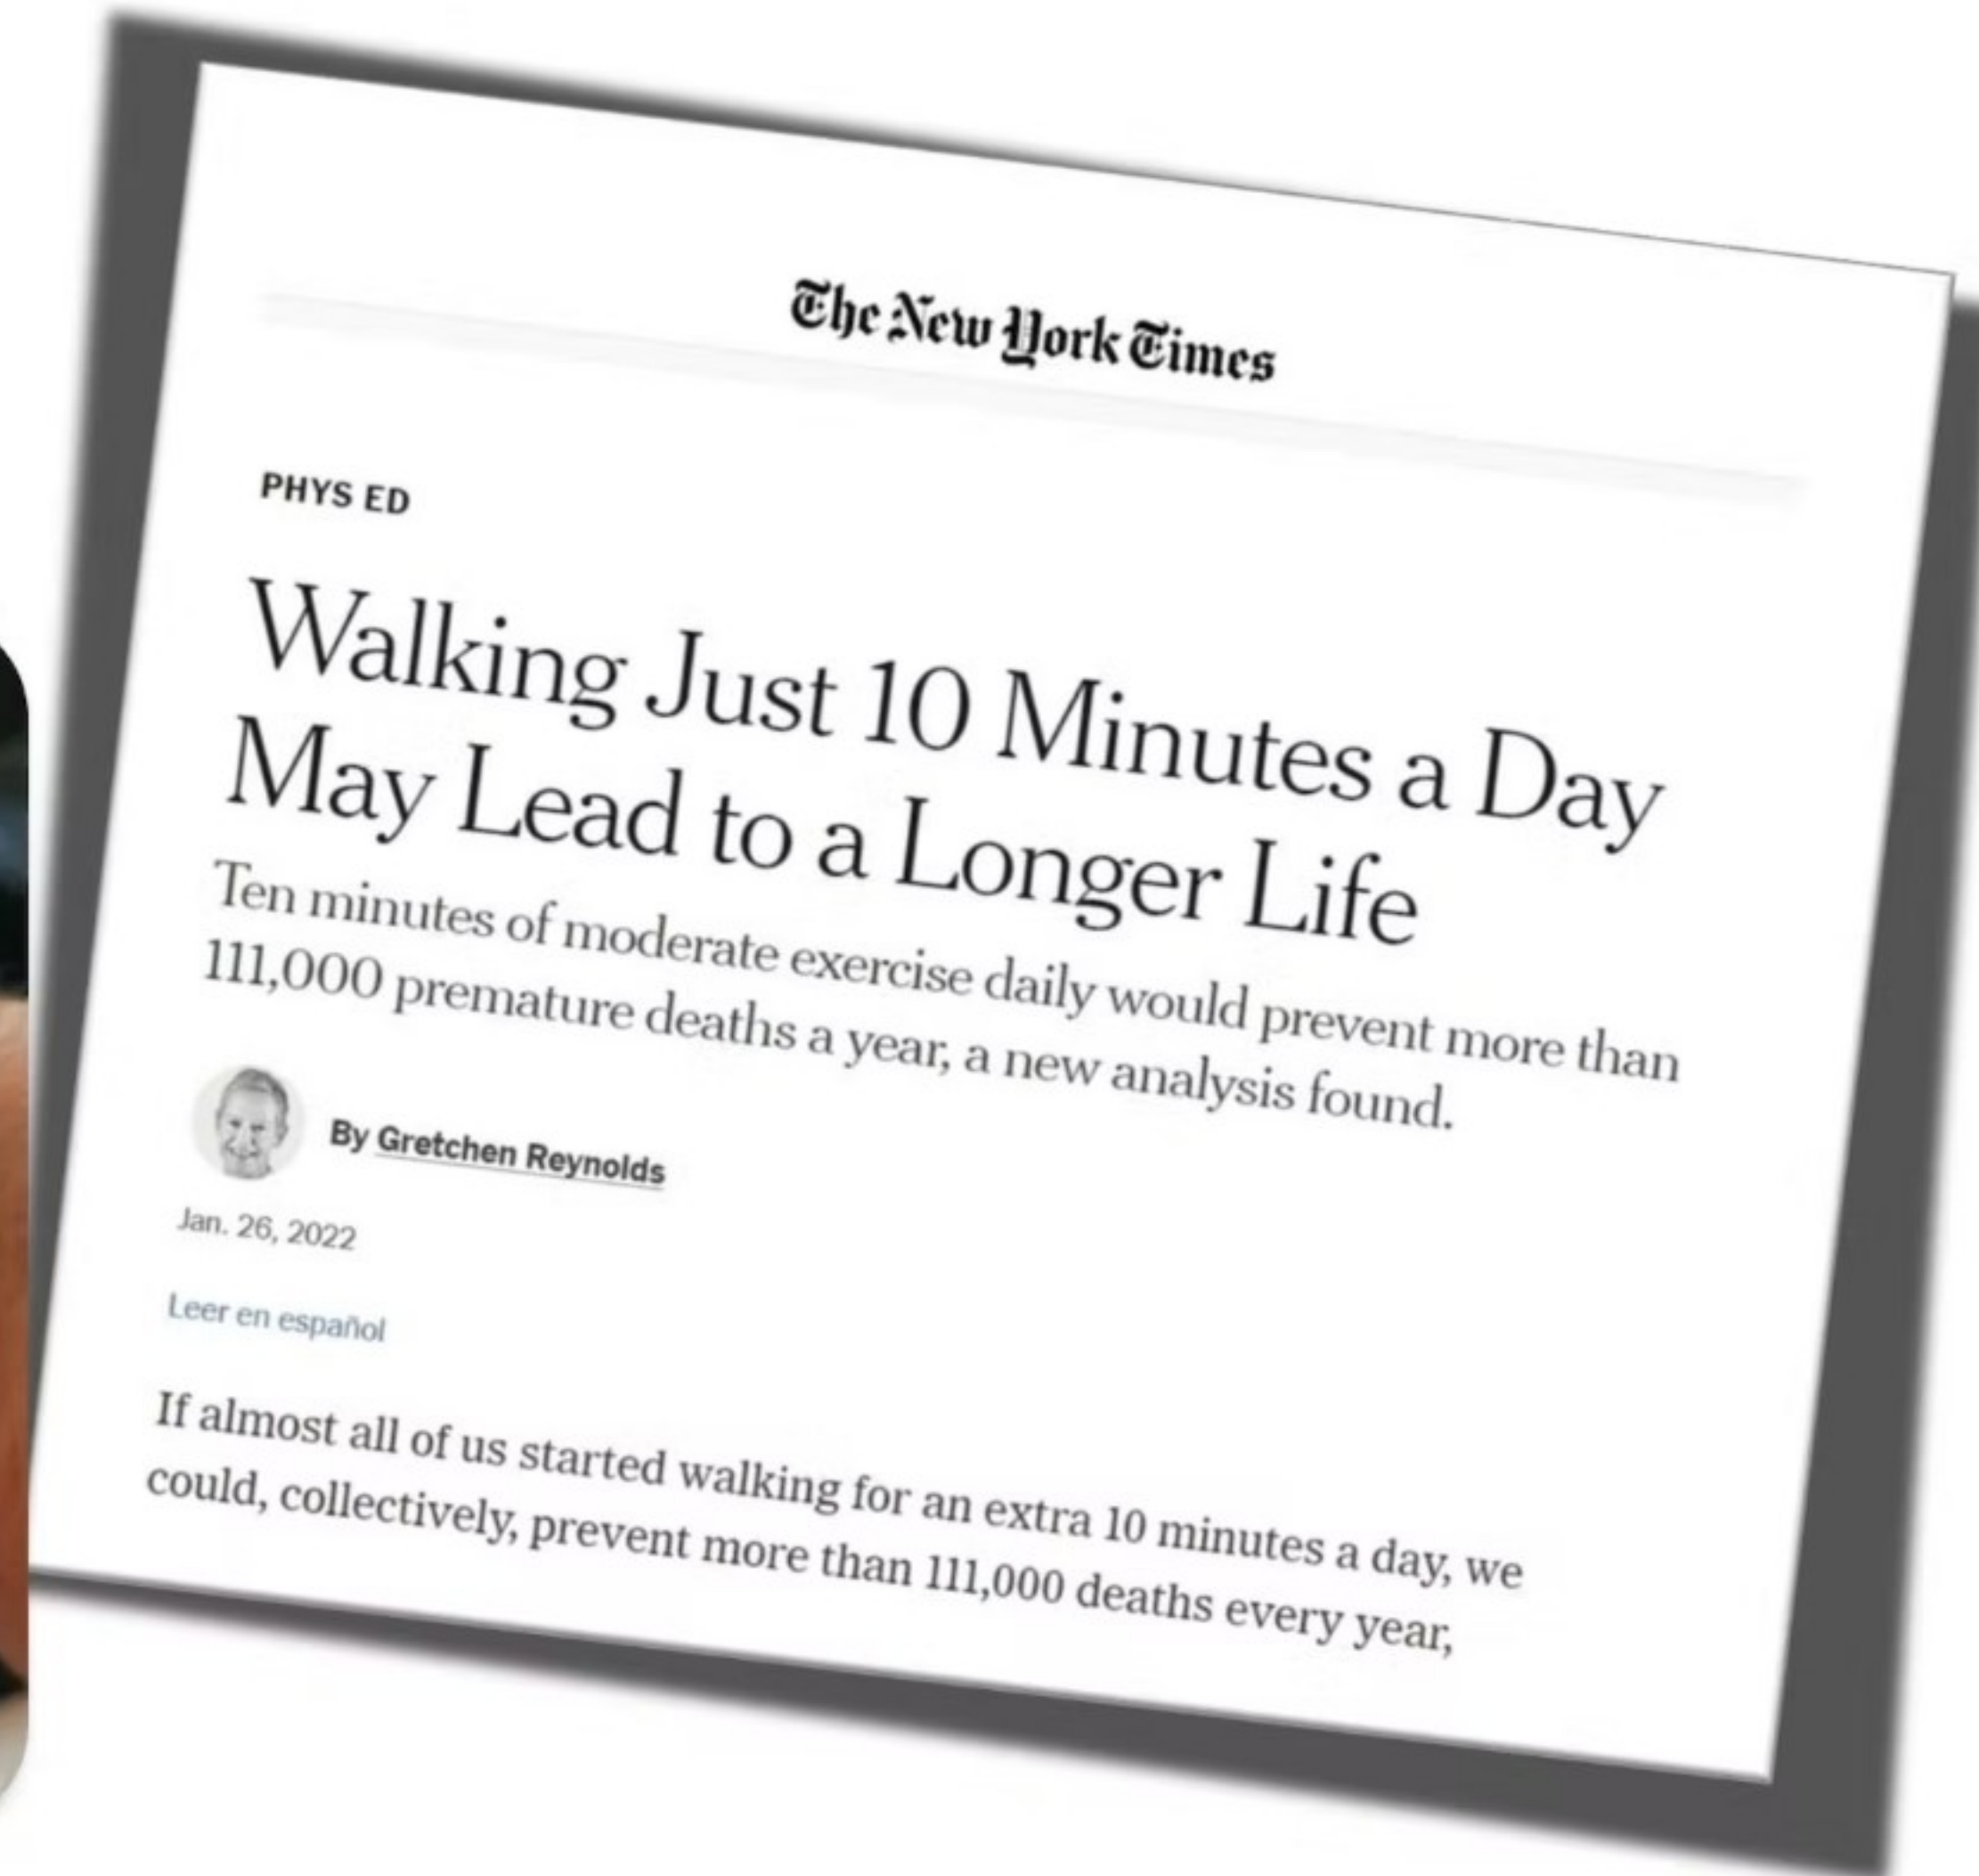 The New York Times
PHYS ED
Walking Just 10 Minutes a Day
May Lead to a Longer Life
Ten minutes of moderate exercise daily would prevent more than
111,000 premature deaths a year, a new analysis found.
By Gretchen Reynolds
Jan. 26, 2022
Leer en español
If almost all of us started walking for an extra 10 minutes a day, we
could, collectively, prevent more than 111,000 deaths every year,